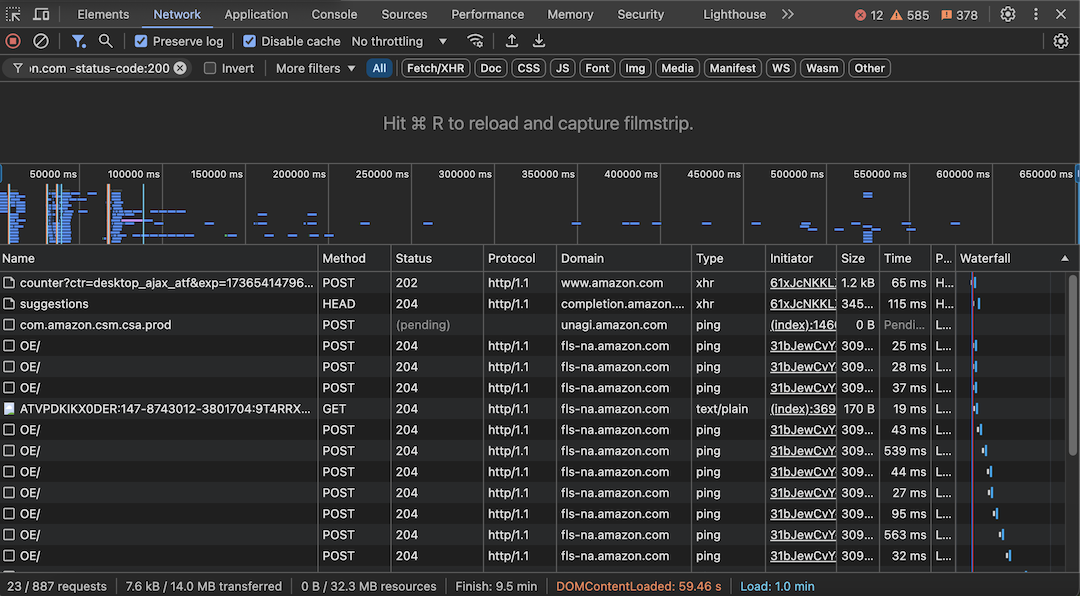 Elements Network Application Console Sources Performance Memory Security Lighthouse 12 585 378
Preserve log Disable cache No throttling
on.com -status-code:200 Invert More filters All Fetch/XHR Doc CSS JS Font Img Media Manifest WS Wasm Other
Hit ⌘ R to reload and capture filmstrip.
50000 ms 100000 ms 150000 ms 200000 ms 250000 ms 300000 ms 350000 ms 400000 ms 450000 ms 500000 ms 550000 ms 600000 ms 650000 ms
Name Method Status Protocol Domain Type Initiator Size Time P... Waterfall
counter?ctr=desktop_ajax_atf&exp=17365414796... POST 202 http/1.1 www.amazon.com xhr 61xJcNKKL. 1.2 kB 65 ms H...
suggestions HEAD 204 http/1.1 completion.amazon.... xhr 61xJcNKKL. 345... 115 ms H...
com.amazon.csm.csa.prod POST (pending) unagi.amazon.com ping (index):1460 0 B Pendi... L...
OE/ POST 204 http/1.1 fls-na.amazon.com ping 31bJewCvY 309... 25 ms L...
OE/ POST 204 http/1.1 fls-na.amazon.com ping 31bJewCvY 309... 28 ms L...
OE/ POST 204 http/1.1 fls-na.amazon.com ping 31bJewCvY 309... 37 ms L...
ATVPDKIKX0DER:147-8743012-3801704:9T4RRX... GET 204 http/1.1 fls-na.amazon.com text/plain (index):369 170 B 19 ms L...
OE/ POST 204 http/1.1 fls-na.amazon.com ping 31bJewCvY 309... 43 ms L...
OE/ POST 204 http/1.1 fls-na.amazon.com ping 31bJewCvY 309... 539 ms L...
OE/ POST 204 http/1.1 fls-na.amazon.com ping 31bJewCvY 309... 44 ms L...
OE/ POST 204 http/1.1 fls-na.amazon.com ping 31bJewCvY 309... 27 ms L...
OE/ POST 204 http/1.1 fls-na.amazon.com ping 31bJewCvY 309... 95 ms L...
OE/ POST 204 http/1.1 fls-na.amazon.com ping 31bJewCvY 309... 563 ms L...
OE/ POST 204 http/1.1 fls-na.amazon.com ping 31bJewCvY 309... 32 ms L...
23 / 887 requests 7.6 kB / 14.0 MB transferred 0 B / 32.3 MB resources Finish: 9.5 min DOMContentLoaded: 59.46 s Load: 1.0 min